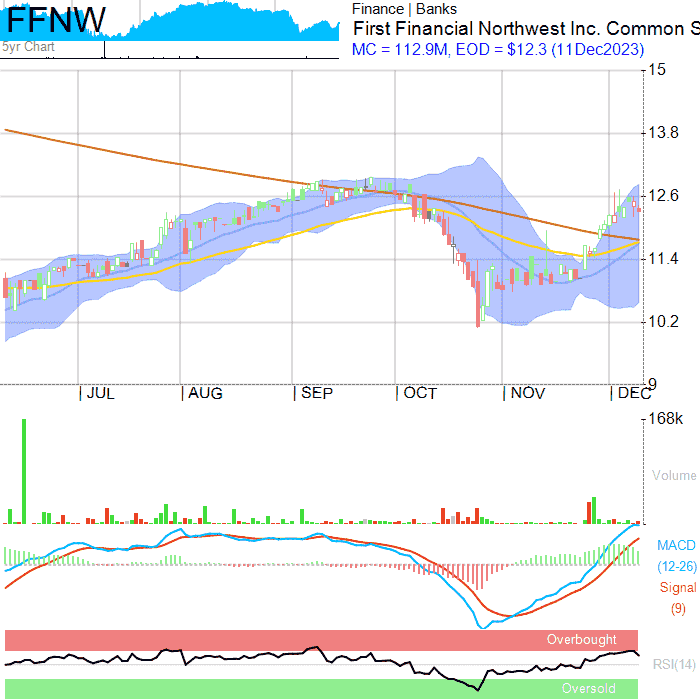 FFNW
5yr Chart
Finance | Banks
First Financial Northwest Inc. Common S
MC = 112.9M, EOD = $12.3 (11Dec2023)
15
13.8
12.6
11.4
10.2
9
| JUL | AUG | SEP | OCT | NOV | DEC
168k
Volume
MACD
(12-26)
Signal
(9)
Overbought
RSI(14)
Oversold